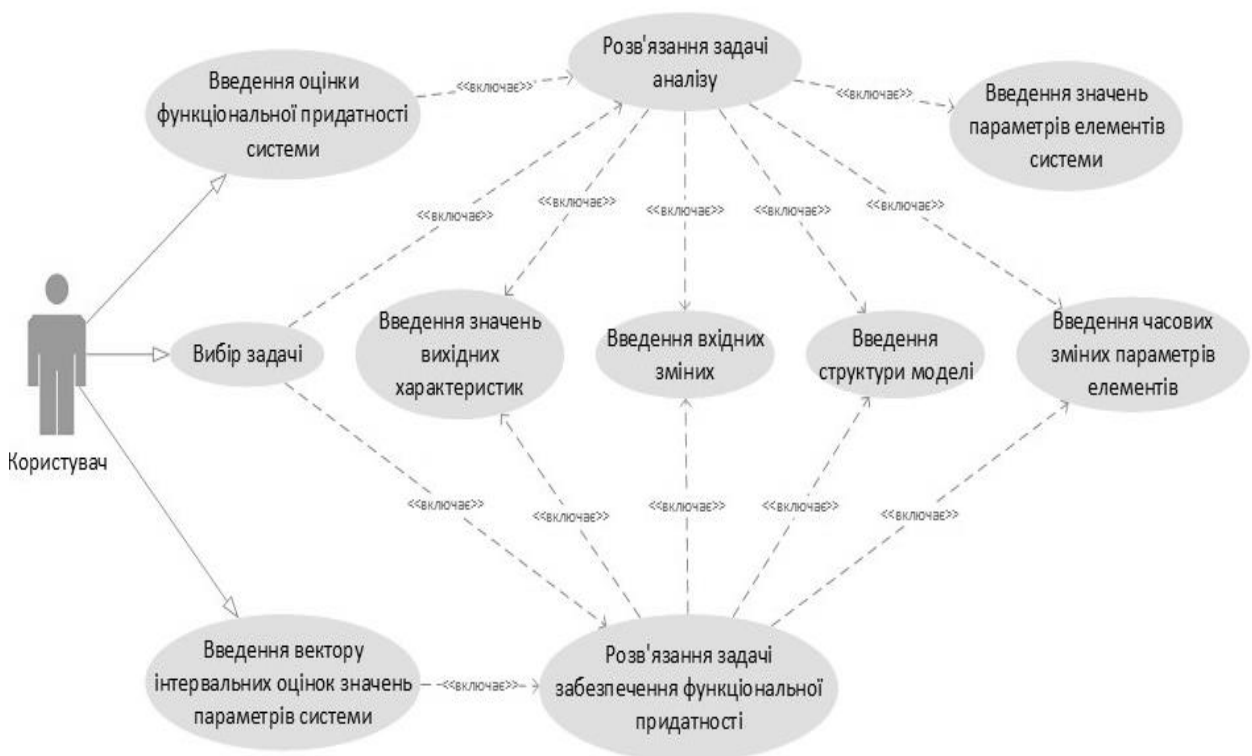 Розв'язання задачі
аналізу
Введення оцінки
функціональної придатності
системи
<<включає>>
<<включає>>
Введення значень
параметрів елементів
системи
<<включає>>
<<включає>>
<<включає>>
<<включає>>
<<включає>>
Вибір задачі
Введення значень
вихідних
характеристик
Введення вхідних
зміних
Введення
структури моделі
Введення часових
зміних параметрів
елементів
Користувач
<<включає>>
<<включає>>
<<включає>>
<<включає>>
<<включає>>
Введення вектору
інтервальних оцінок значень
параметрів системи
<<включає>>
Розв'язання задачі
забезпечення функціональної
придатності